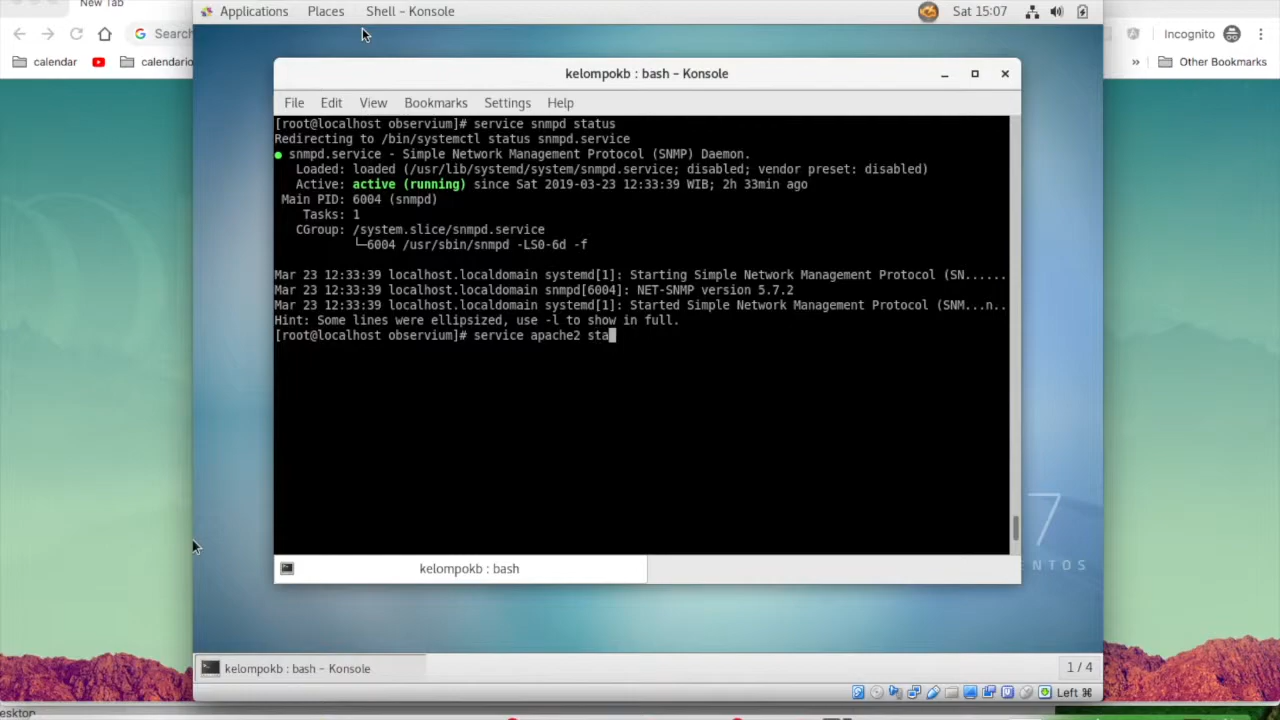 New Tab
Applications Places Shell – Konsole Sat 15:07
Search Incognito
calendar calendario » Other Bookmarks
kelompokb : bash – Konsole
File Edit View Bookmarks Settings Help
[root@localhost observium]# service snmpd status
Redirecting to /bin/systemctl status snmpd.service
● snmpd.service - Simple Network Management Protocol (SNMP) Daemon.
Loaded: loaded (/usr/lib/systemd/system/snmpd.service; disabled; vendor preset: disabled)
Active: active (running) since Sat 2019-03-23 12:33:39 WIB; 2h 33min ago
Main PID: 6004 (snmpd)
Tasks: 1
CGroup: /system.slice/snmpd.service
└─6004 /usr/sbin/snmpd -LS0-6d -f
Mar 23 12:33:39 localhost.localdomain systemd[1]: Starting Simple Network Management Protocol (SN......
Mar 23 12:33:39 localhost.localdomain snmpd[6004]: NET-SNMP version 5.7.2
Mar 23 12:33:39 localhost.localdomain systemd[1]: Started Simple Network Management Protocol (SNM...n..
Hint: Some lines were ellipsized, use -l to show in full.
[root@localhost observium]# service apache2 sta
7
NTOS
kelompokb : bash
kelompokb : bash – Konsole
1 / 4
Left ⌘
esktop